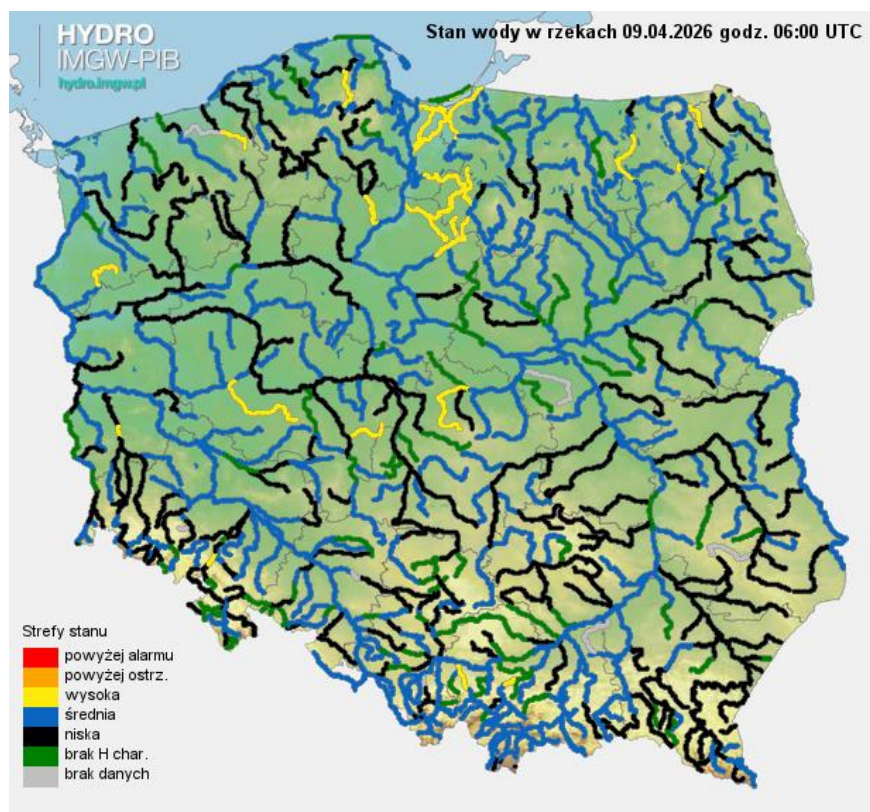 HYDRO
IMGW-PIB
hydro.imgw.pl
Stan wody w rzekach 09.04.2026 godz. 06:00 UTC
Strefy stanu
powyżej alarmu
powyżej ostrz.
wysoka
średnia
niska
brak H char.
brak danych